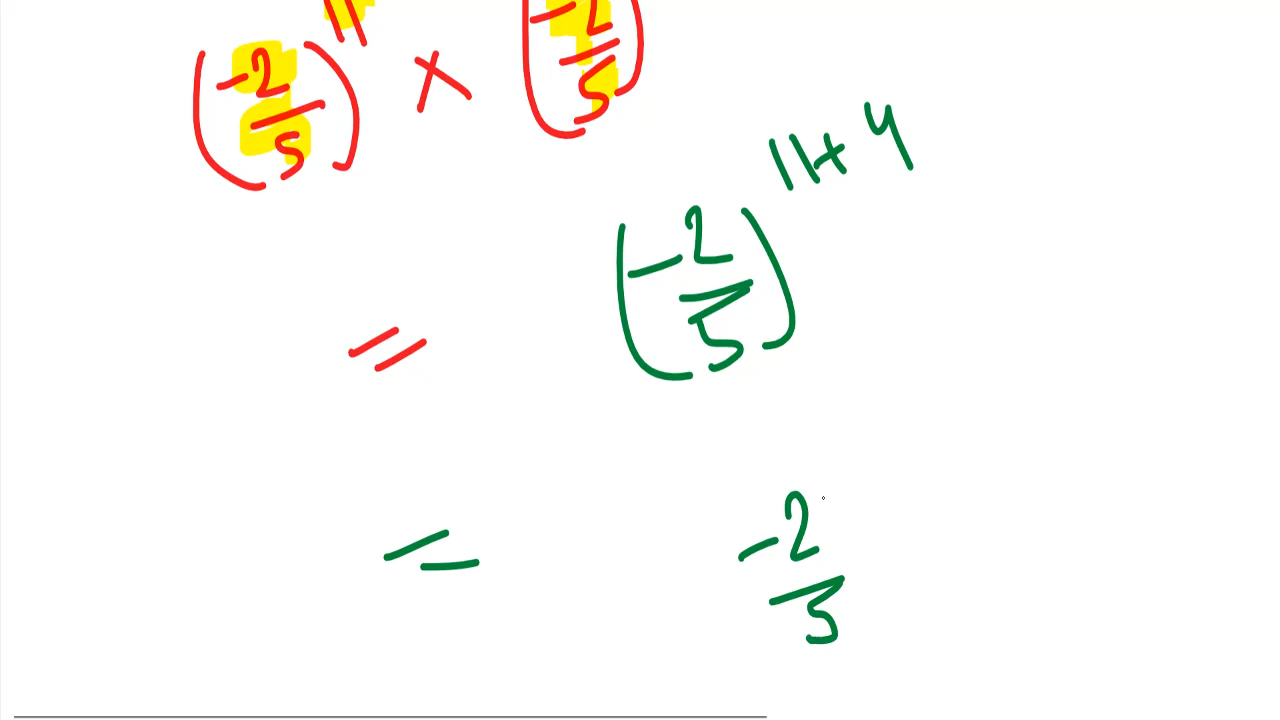 (-2/5)^11 × (-2/5)
= (-2/5)^11+4
= -2/5